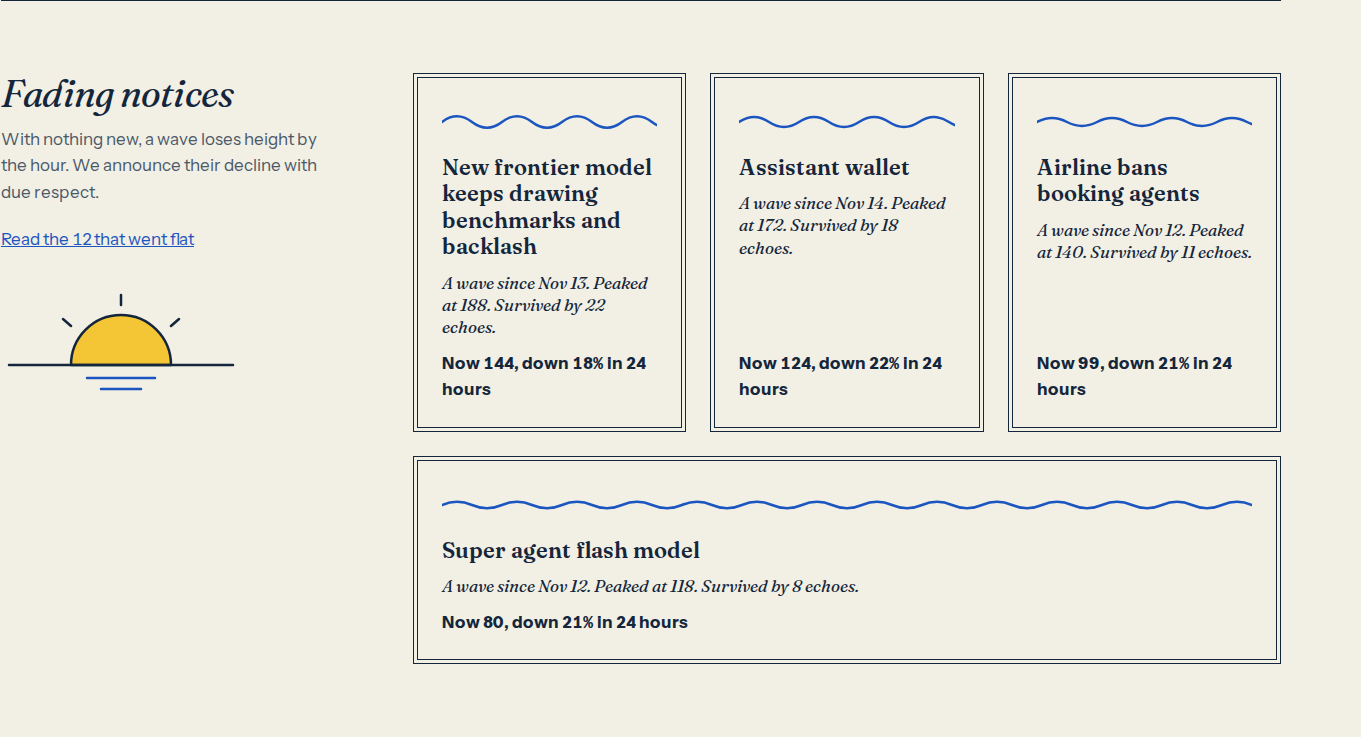 Fading notices
With nothing new, a wave loses height by
the hour. We announce their decline with
due respect.
Read the 12 that went flat
New frontier model
keeps drawing
benchmarks and
backlash
A wave since Nov 13. Peaked
at 188. Survived by 22
echoes.
Now 144, down 18% in 24
hours
Assistant wallet
A wave since Nov 14. Peaked
at 172. Survived by 18
echoes.
Now 124, down 22% in 24
hours
Airline bans
booking agents
A wave since Nov 12. Peaked
at 140. Survived by 11 echoes.
Now 99, down 21% in 24
hours
Super agent flash model
A wave since Nov 12. Peaked at 118. Survived by 8 echoes.
Now 80, down 21% in 24 hours